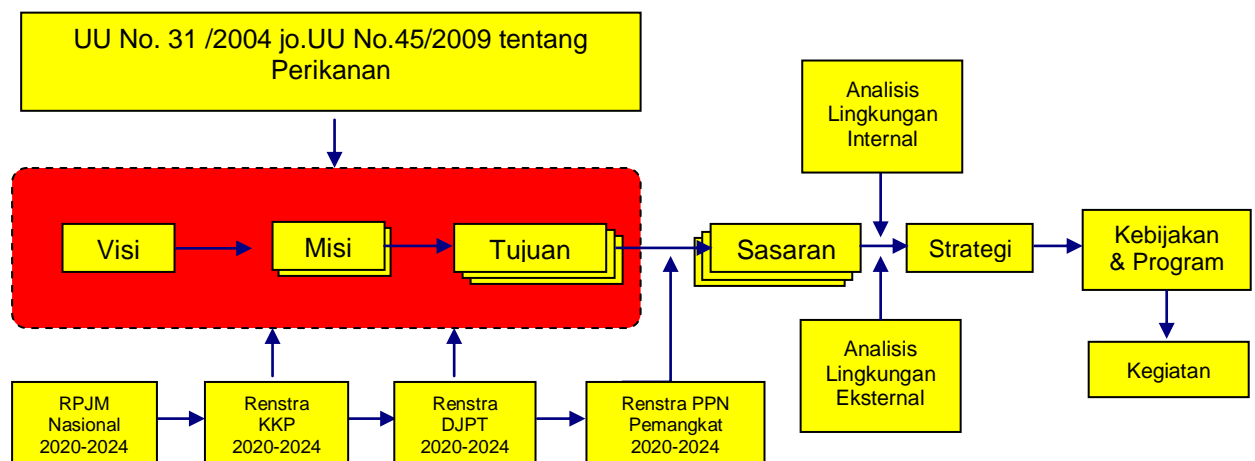 UU No. 31 /2004 jo.UU No.45/2009 tentang
Perikanan
Analisis
Lingkungan
Internal
Visi
Misi
Tujuan
Sasaran
Strategi
Kebijakan
& Program
Analisis
Lingkungan
Eksternal
Kegiatan
RPJM
Nasional
2020-2024
Renstra
KKP
2020-2024
Renstra
DJPT
2020-2024
Renstra PPN
Pemangkat
2020-2024